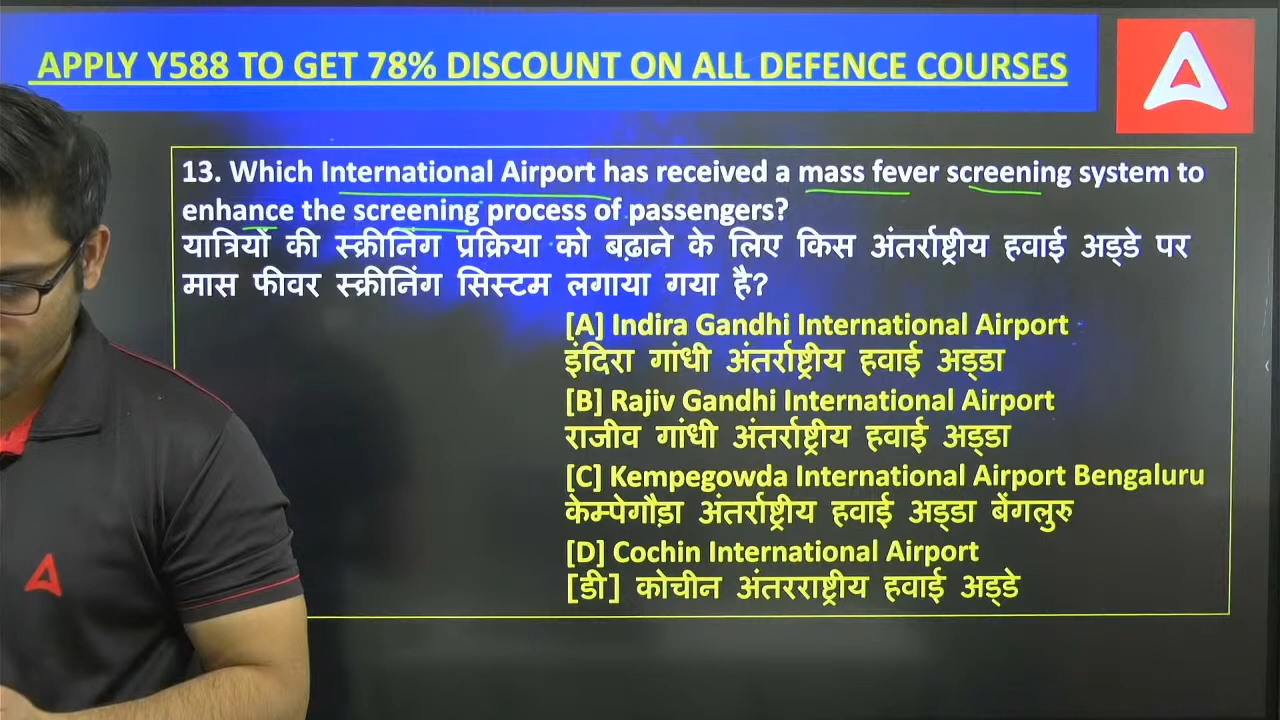 APPLY Y588 TO GET 78% DISCOUNT ON ALL DEFENCE COURSES
13. Which International Airport has received a mass fever screening system to
enhance the screening process of passengers?
यात्रियों की स्क्रीनिंग प्रक्रिया को बढ़ाने के लिए किस अंतर्राष्ट्रीय हवाई अड्डे पर
मास फीवर स्क्रीनिंग सिस्टम लगाया गया है?
[A] Indira Gandhi International Airport
इंदिरा गांधी अंतर्राष्ट्रीय हवाई अड्डा
[B] Rajiv Gandhi International Airport
राजीव गांधी अंतर्राष्ट्रीय हवाई अड्डा
[C] Kempegowda International Airport Bengaluru
केम्पेगौड़ा अंतर्राष्ट्रीय हवाई अड्डा बेंगलुरु
[D] Cochin International Airport
[डी] कोचीन अंतरराष्ट्रीय हवाई अड्डे